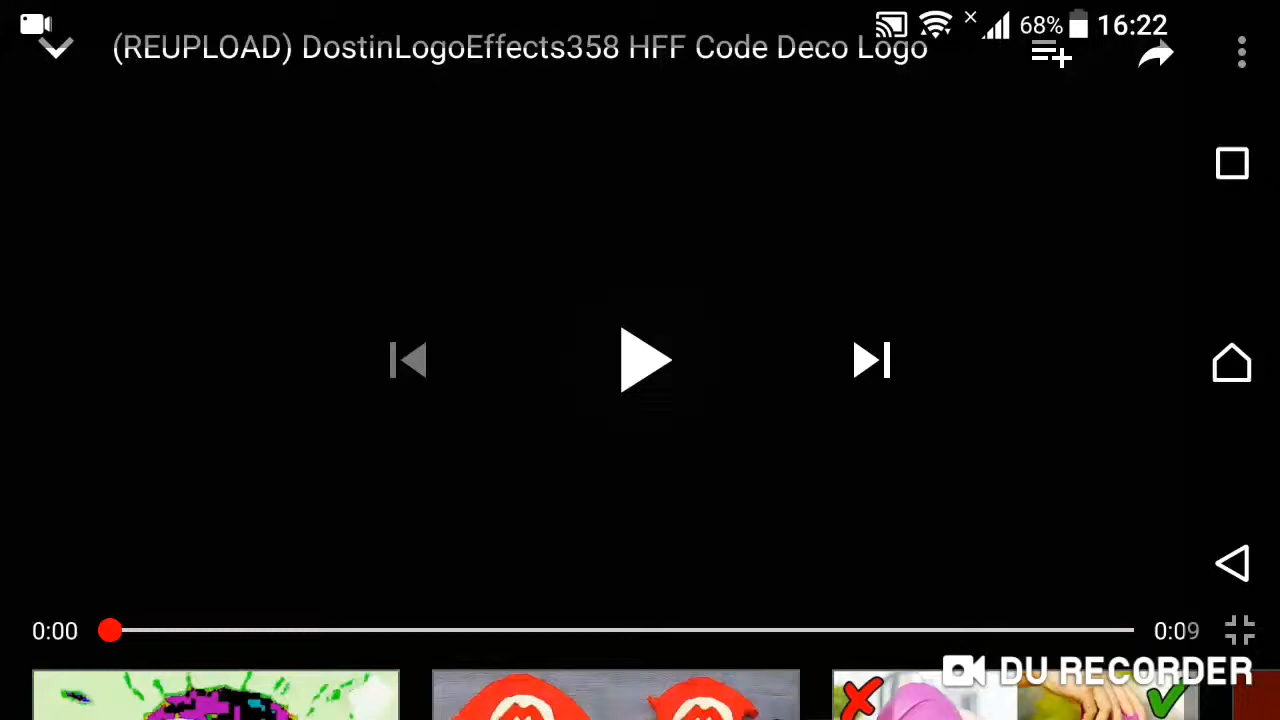 68% 16:22
(REUPLOAD) DostinLogoEffects358 HFF Code Deco Logo
0:00 0:09
DU RECORDER